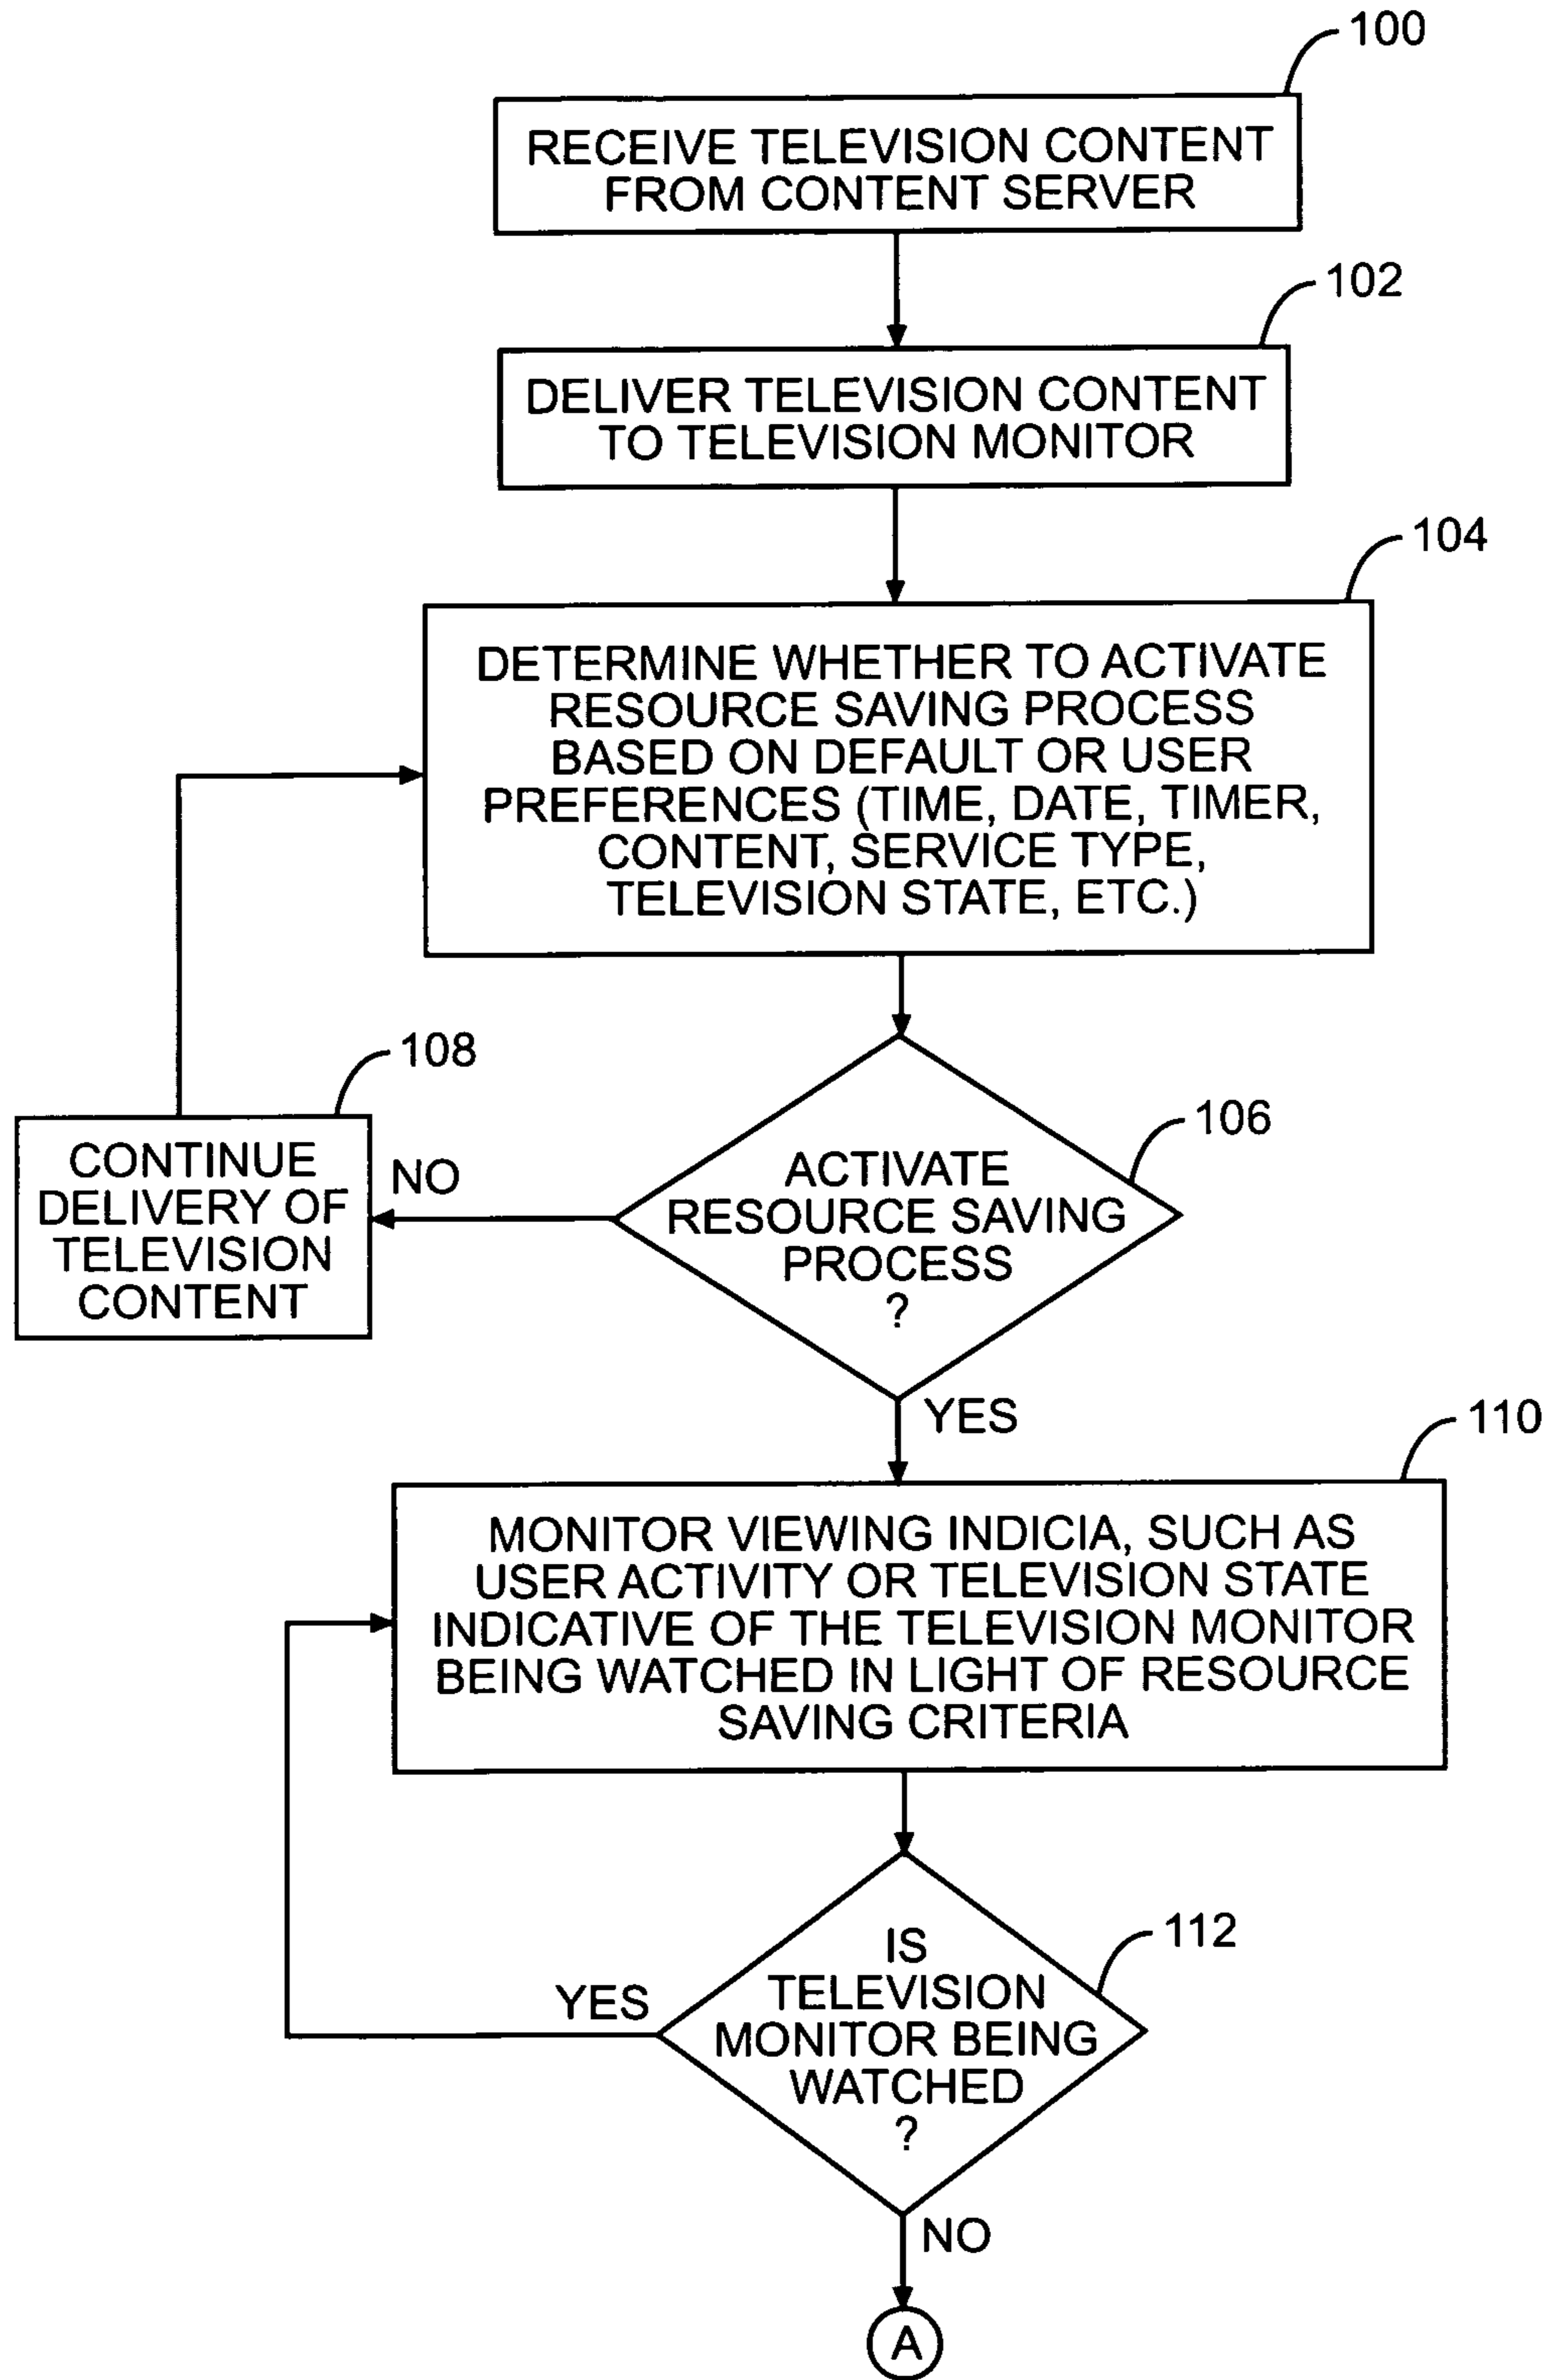 100
RECEIVE TELEVISION CONTENT
FROM CONTENT SERVER
102
DELIVER TELEVISION CONTENT
TO TELEVISION MONITOR
104
DETERMINE WHETHER TO ACTIVATE
RESOURCE SAVING PROCESS
BASED ON DEFAULT OR USER
PREFERENCES (TIME, DATE, TIMER,
CONTENT, SERVICE TYPE,
TELEVISION STATE, ETC.)
108
CONTINUE
DELIVERY OF
TELEVISION
CONTENT
NO
106
ACTIVATE
RESOURCE SAVING
PROCESS
?
YES
110
MONITOR VIEWING INDICIA, SUCH AS
USER ACTIVITY OR TELEVISION STATE
INDICATIVE OF THE TELEVISION MONITOR
BEING WATCHED IN LIGHT OF RESOURCE
SAVING CRITERIA
112
IS
TELEVISION
MONITOR BEING
WATCHED
?
YES
NO
A